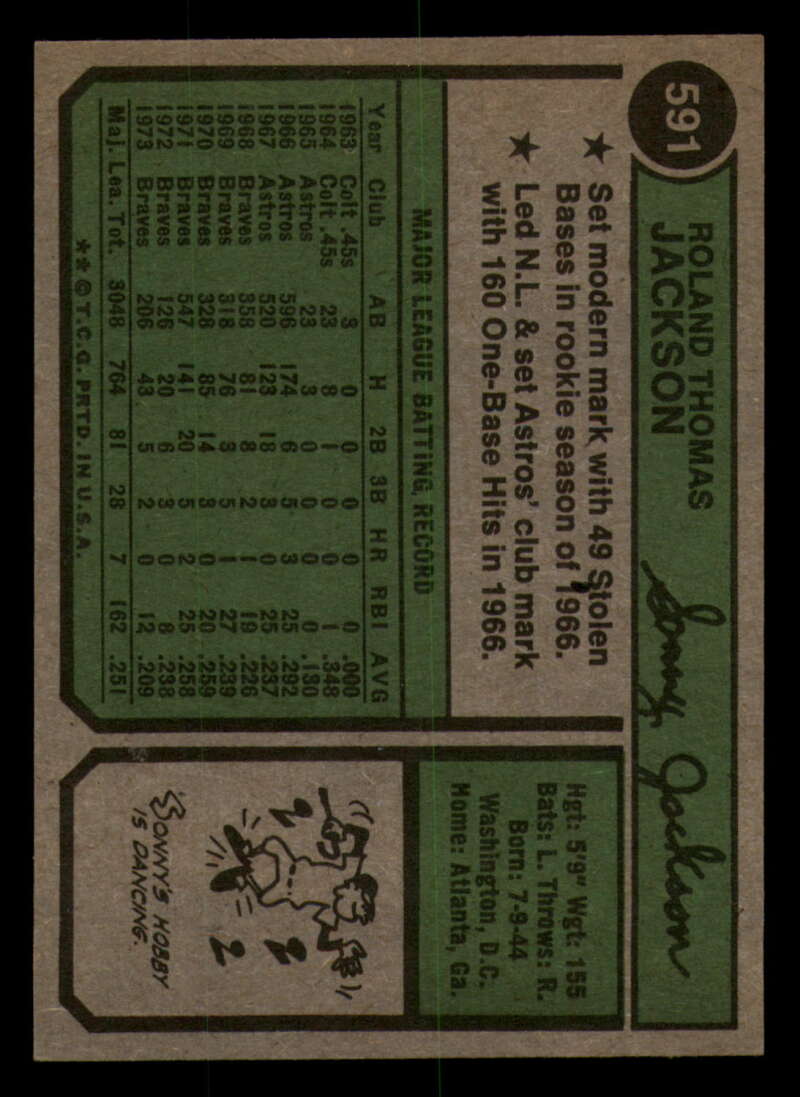 591
ROLAND THOMAS
JACKSON
Sonny Jackson
★ Set modern mark with 49 Stolen
Bases in rookie season of 1966.
★ Led N.L. & set Astros' club mark
with 160 One-Base Hits in 1966.
MAJOR LEAGUE BATTING RECORD
Year Club AB H 2B 3B HR RBI AVG
1963 Colt .45s 3 0 0 0 0 0 .000
1964 Colt .45s 23 8 1 0 0 1 .348
1965 Astros 23 3 0 0 0 0 .130
1966 Astros 596 174 6 5 3 25 .292
1967 Astros 520 123 18 3 0 25 .237
1968 Braves 358 81 8 2 1 19 .226
1969 Braves 318 76 3 5 1 27 .239
1970 Braves 328 85 14 3 0 20 .259
1971 Braves 547 141 20 5 2 25 .258
1972 Braves 126 20 6 3 0 8 .238
1973 Braves 206 43 5 2 0 12 .209
Maj. Lea. Tot. 3048 764 81 28 7 162 .251
**©T.C.G. PRTD. IN U.S.A.
Hgt: 5'9" Wgt: 155
Bats: L. Throws: R.
Born: 7-9-44
Washington, D.C.
Home: Atlanta, Ga.
SONNY'S HOBBY
IS DANCING.